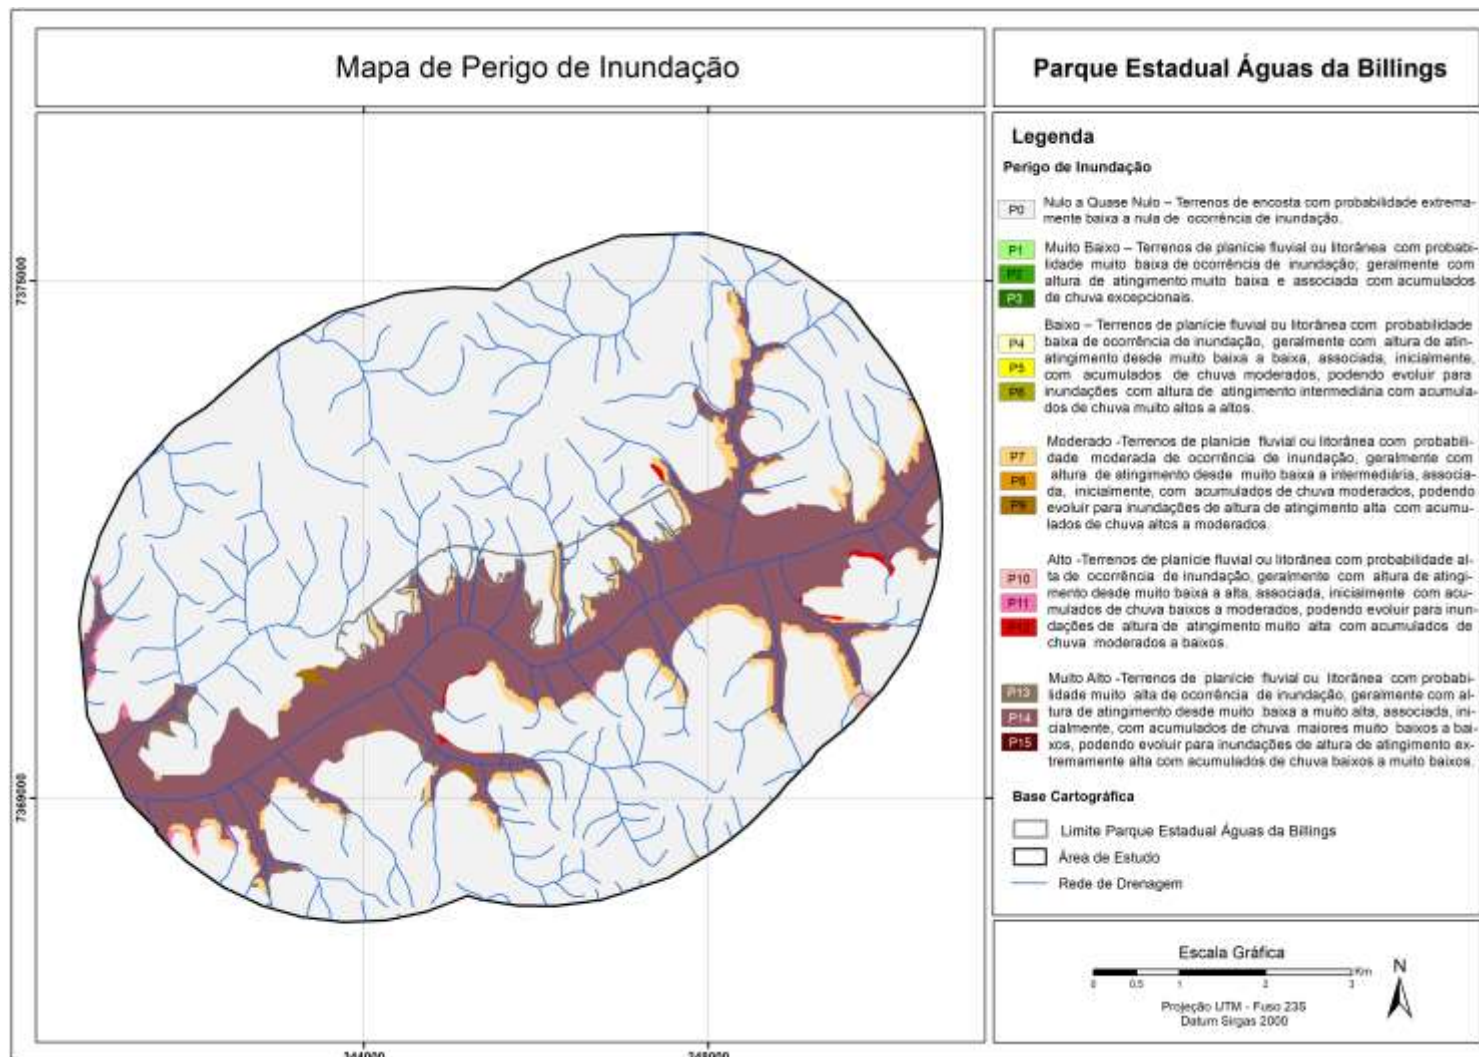 Mapa de Perigo de Inundação
Parque Estadual Águas da Billings
7375000
7369000
344000
348000
Legenda
Perigo de Inundação
P0
Nulo a Quase Nulo – Terrenos de encosta com probabilidade extrema-
mente baixa a nula de ocorrência de inundação.
P1
P2
P3
Muito Baixo – Terrenos de planície fluvial ou litorânea com probabi-
lidade muito baixa de ocorrência de inundação; geralmente com
altura de atingimento muito baixa e associada com acumulados
de chuva excepcionais.
P4
P5
P6
Baixo – Terrenos de planície fluvial ou litorânea com probabilidade
baixa de ocorrência de inundação, geralmente com altura de atin-
atingimento desde muito baixa a baixa, associada, inicialmente,
com acumulados de chuva moderados, podendo evoluir para
inundações com altura de atingimento intermediária com acumula-
dos de chuva muito altos a altos.
P7
P8
P9
Moderado -Terrenos de planície fluvial ou litorânea com probabili-
dade moderada de ocorrência de inundação, geralmente com
altura de atingimento desde muito baixa a intermediária, associa-
da, inicialmente, com acumulados de chuva moderados, podendo
evoluir para inundações de altura de atingimento alta com acumu-
lados de chuva altos a moderados.
P10
P11
P12
Alto -Terrenos de planície fluvial ou litorânea com probabilidade al-
ta de ocorrência de inundação, geralmente com altura de atingi-
mento desde muito baixa a alta, associada, inicialmente com acu-
mulados de chuva baixos a moderados, podendo evoluir para inun-
dações de altura de atingimento muito alta com acumulados de
chuva moderados a baixos.
P13
P14
P15
Muito Alto -Terrenos de planície fluvial ou litorânea com probabi-
lidade muito alta de ocorrência de inundação, geralmente com al-
tura de atingimento desde muito baixa a muito alta, associada, ini-
cialmente, com acumulados de chuva maiores muito baixos a bai-
xos, podendo evoluir para inundações de altura de atingimento ex-
tremamente alta com acumulados de chuva baixos a muito baixos.
Base Cartográfica
Limite Parque Estadual Águas da Billings
Área de Estudo
Rede de Drenagem
Escala Gráfica
Km
0 0.5 1 2 3
N
Projeção UTM - Fuso 23S
Datum Sirgas 2000